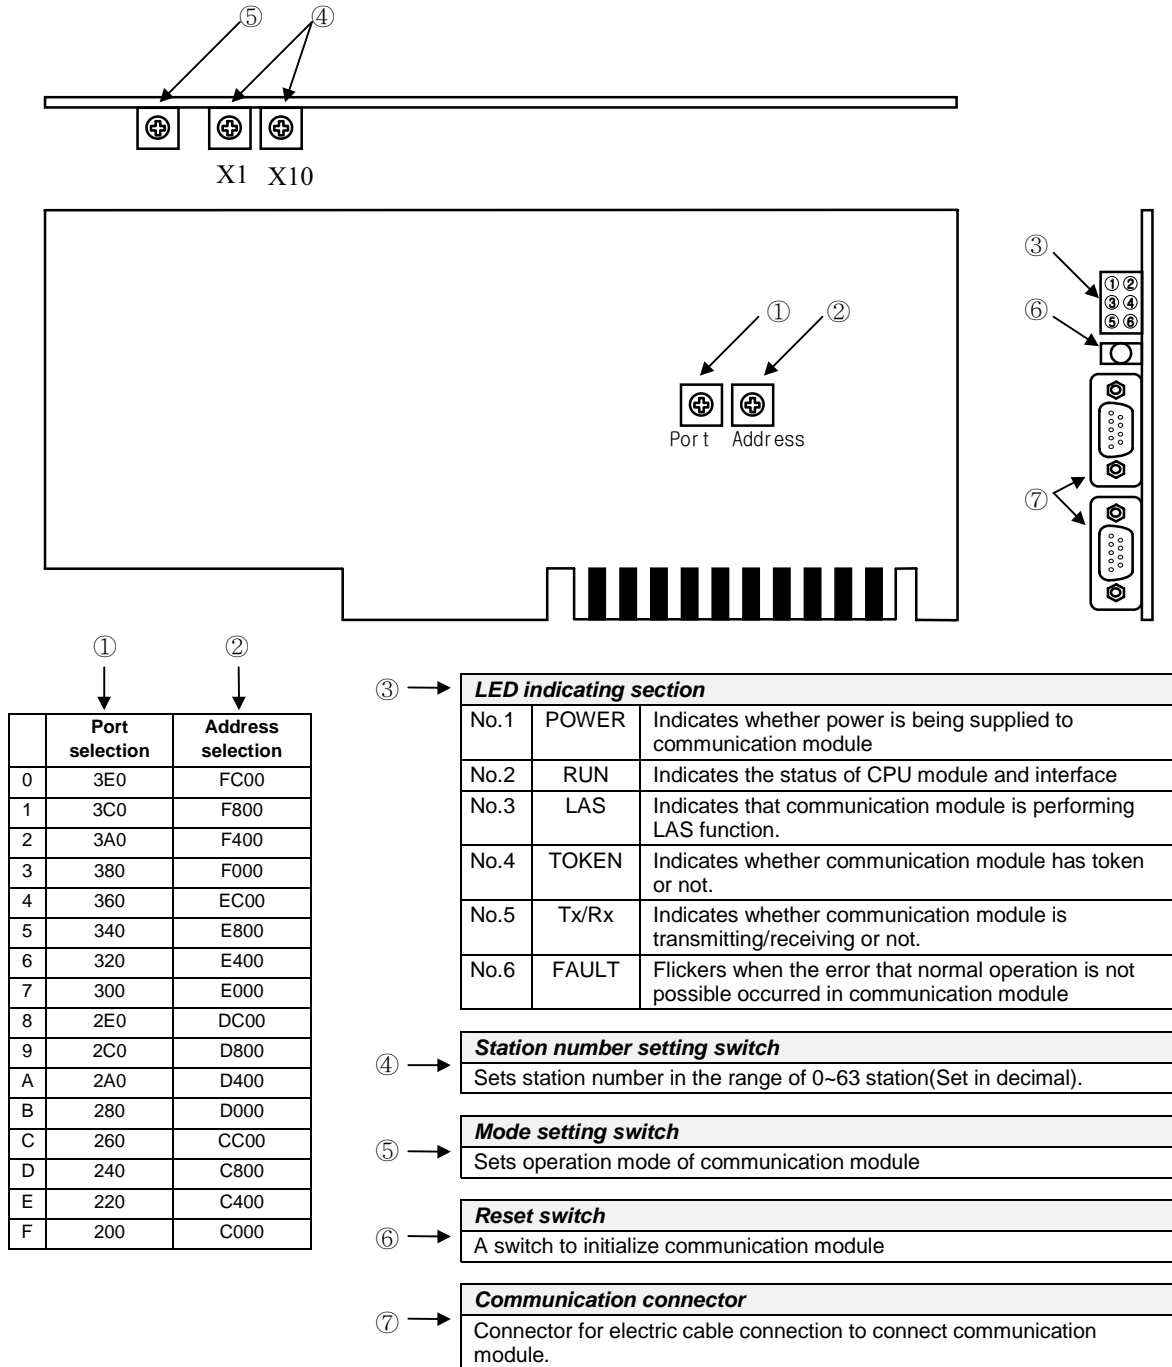 ⑤ ④
X1 X10
① ②
Port Address
③
① ②
③ ④
⑤ ⑥
⑥
⑦
① ②
Port selection Address selection
0 3E0 FC00
1 3C0 F800
2 3A0 F400
3 380 F000
4 360 EC00
5 340 E800
6 320 E400
7 300 E000
8 2E0 DC00
9 2C0 D800
A 2A0 D400
B 280 D000
C 260 CC00
D 240 C800
E 220 C400
F 200 C000
③ LED indicating section
No.1 POWER Indicates whether power is being supplied to
communication module
No.2 RUN Indicates the status of CPU module and interface
No.3 LAS Indicates that communication module is performing
LAS function.
No.4 TOKEN Indicates whether communication module has token
or not.
No.5 Tx/Rx Indicates whether communication module is
transmitting/receiving or not.
No.6 FAULT Flickers when the error that normal operation is not
possible occurred in communication module
④ Station number setting switch
Sets station number in the range of 0~63 station(Set in decimal).
⑤ Mode setting switch
Sets operation mode of communication module
⑥ Reset switch
A switch to initialize communication module
⑦ Communication connector
Connector for electric cable connection to connect communication
module.